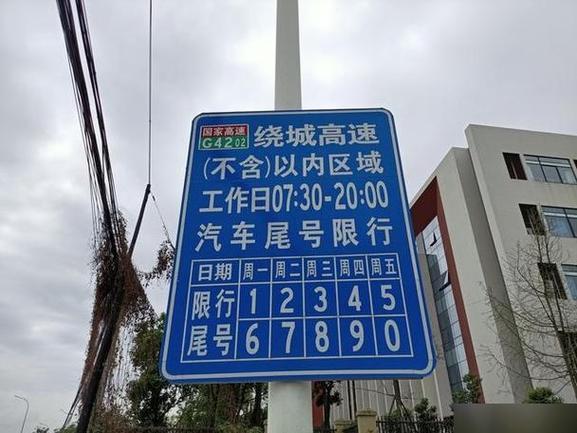 国家高速
G4202 绕城高速
(不含)以内区域
工作日07:30-20:00
汽车尾号限行
日期 周一 周二 周三 周四 周五
限行 1 2 3 4 5
尾号 6 7 8 9 0